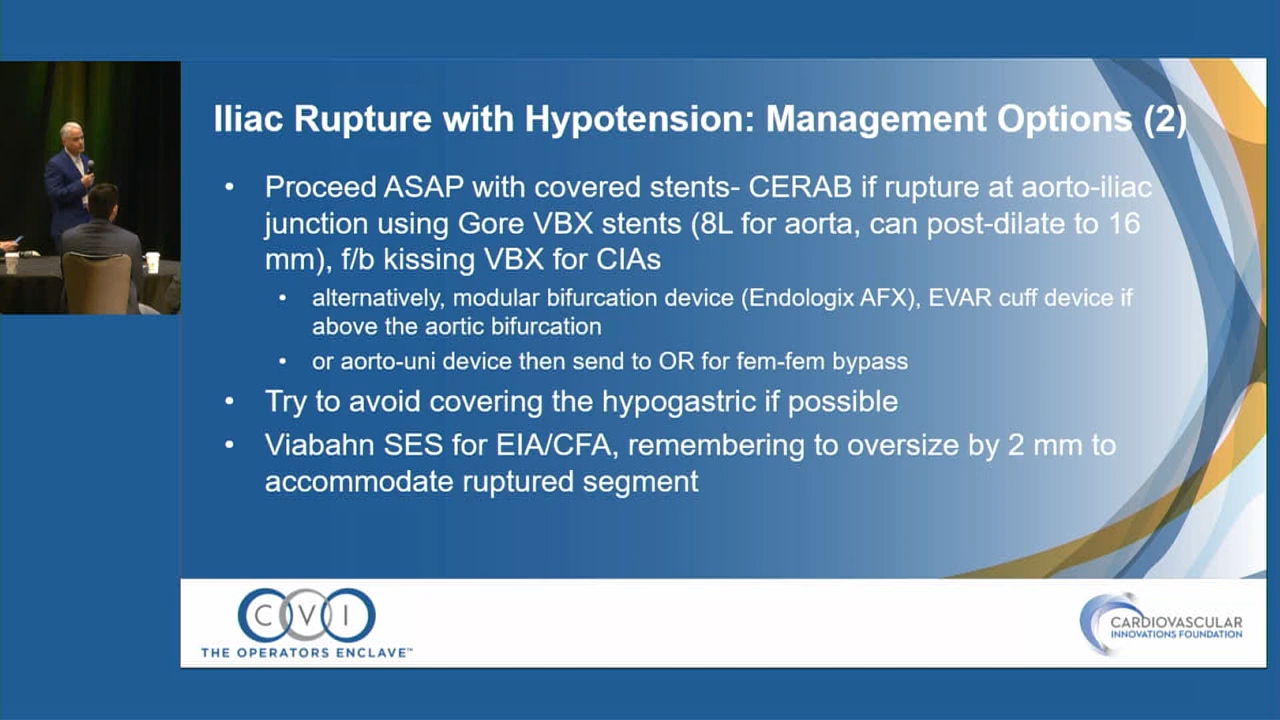 Iliac Rupture with Hypotension: Management Options (2)
• Proceed ASAP with covered stents- CERAB if rupture at aorto-iliac
junction using Gore VBX stents (8L for aorta, can post-dilate to 16
mm), f/b kissing VBX for CIAs
• alternatively, modular bifurcation device (Endologix AFX), EVAR cuff device if
above the aortic bifurcation
• or aorto-uni device then send to OR for fem-fem bypass
• Try to avoid covering the hypogastric if possible
• Viabahn SES for EIA/CFA, remembering to oversize by 2 mm to
accommodate ruptured segment
CVI
THE OPERATORS ENCLAVE™
CARDIOVASCULAR
INNOVATIONS FOUNDATION